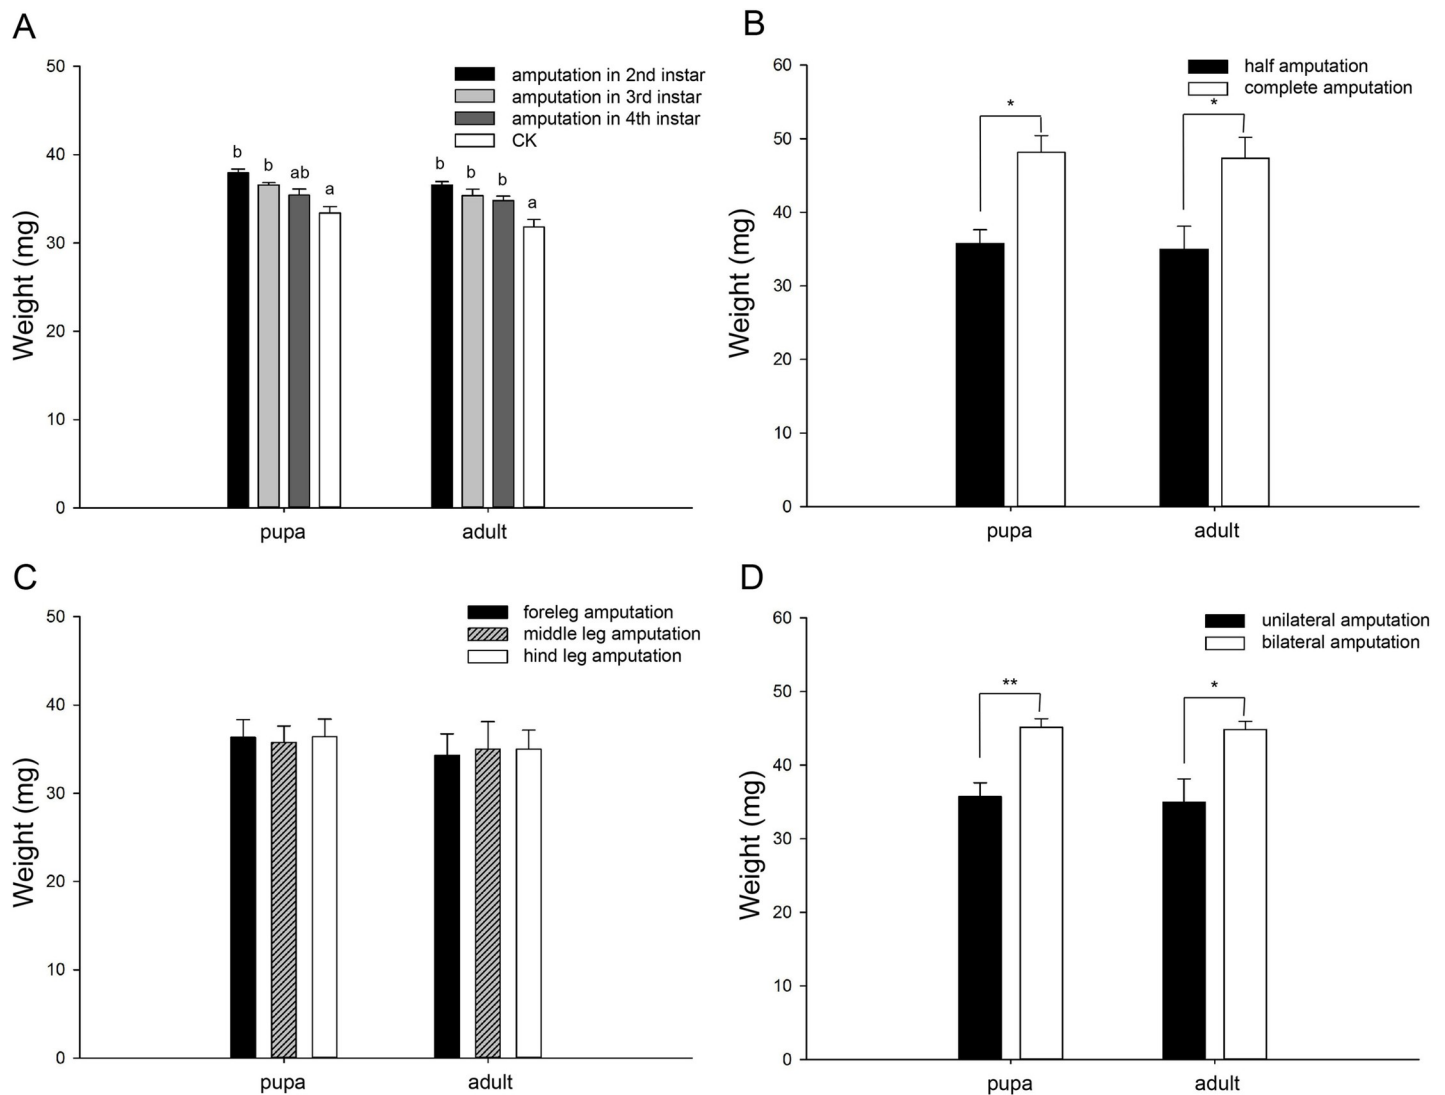 A
50
40
30
20
10
0
Weight (mg)
amputation in 2nd instar
amputation in 3rd instar
amputation in 4th instar
CK
b b ab a
b b b a
pupa adult
B
60
50
40
30
20
10
0
Weight (mg)
half amputation
complete amputation
* *
pupa adult
C
50
40
30
20
10
0
Weight (mg)
foreleg amputation
middle leg amputation
hind leg amputation
pupa adult
D
60
50
40
30
20
10
0
Weight (mg)
unilateral amputation
bilateral amputation
** *
pupa adult